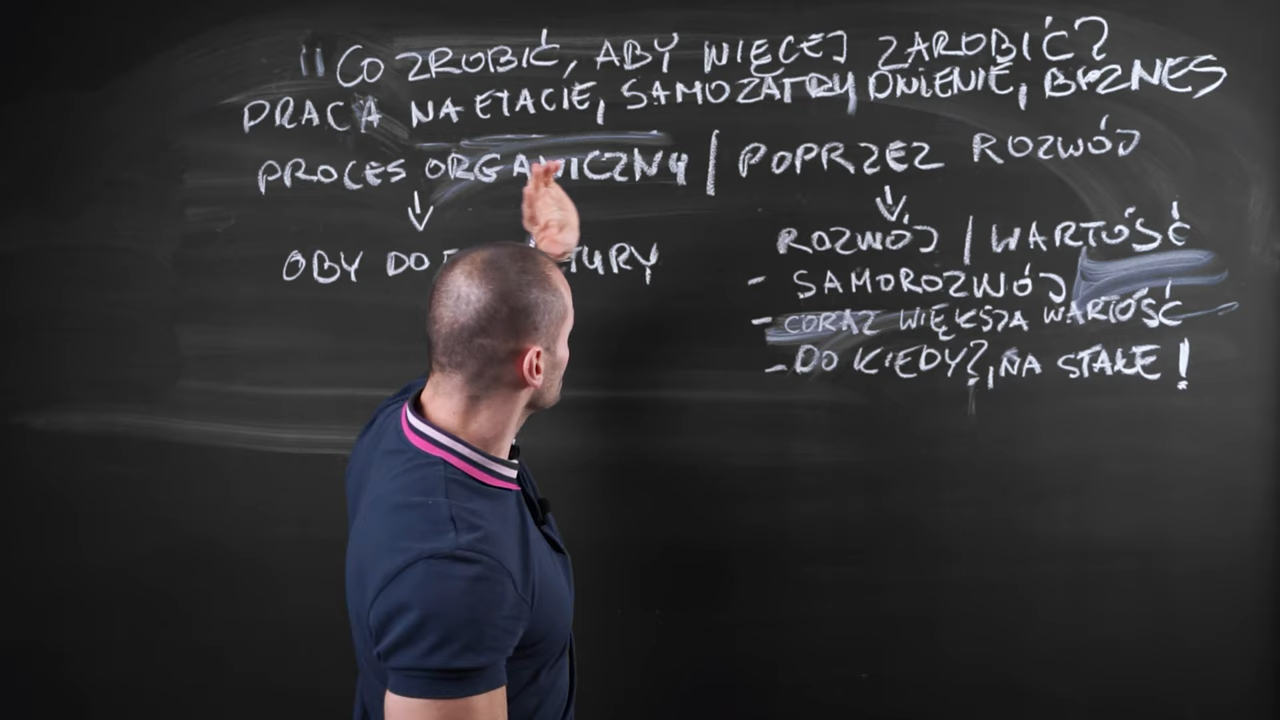 11 CO ZROBIĆ, ABY WIĘCEJ ZAROBIĆ?
PRACA NA ETACIE, SAMOZATRUDNIENIE, BIZNES
PROCES ORGANICZNY | POPRZEZ ROZWÓJ
OBY DO
ROZWÓJ | WARTOŚĆ
- SAMOROZWÓJ
- CORAZ WIĘKSZA WARTOŚĆ
- DO KIEDY?, NA STAŁE!